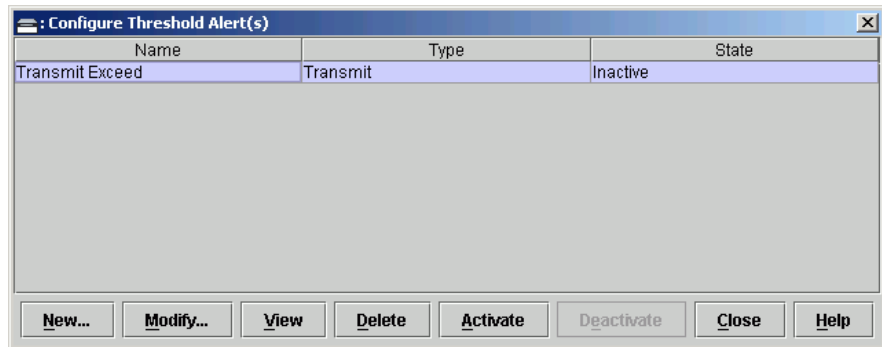 : Configure Threshold Alert(s)
Name Type State
Transmit Exceed Transmit Inactive
New... Modify... View Delete Activate Deactivate Close Help